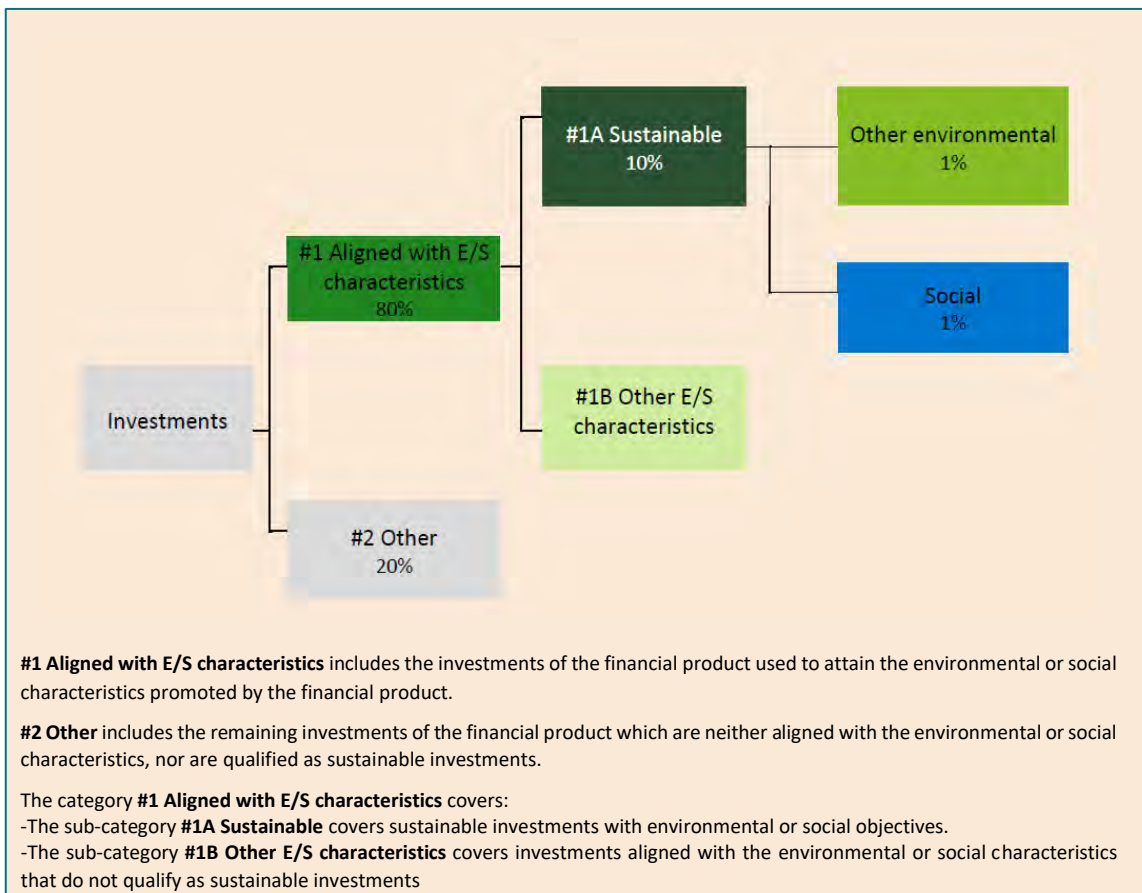 #1A Sustainable
10%
Other environmental
1%
#1 Aligned with E/S
characteristics
80%
Social
1%
Investments
#1B Other E/S
characteristics
#2 Other
20%
#1 Aligned with E/S characteristics includes the investments of the financial product used to attain the environmental or social
characteristics promoted by the financial product.
#2 Other includes the remaining investments of the financial product which are neither aligned with the environmental or social
characteristics, nor are qualified as sustainable investments.
The category #1 Aligned with E/S characteristics covers:
-The sub-category #1A Sustainable covers sustainable investments with environmental or social objectives.
-The sub-category #1B Other E/S characteristics covers investments aligned with the environmental or social characteristics
that do not qualify as sustainable investments